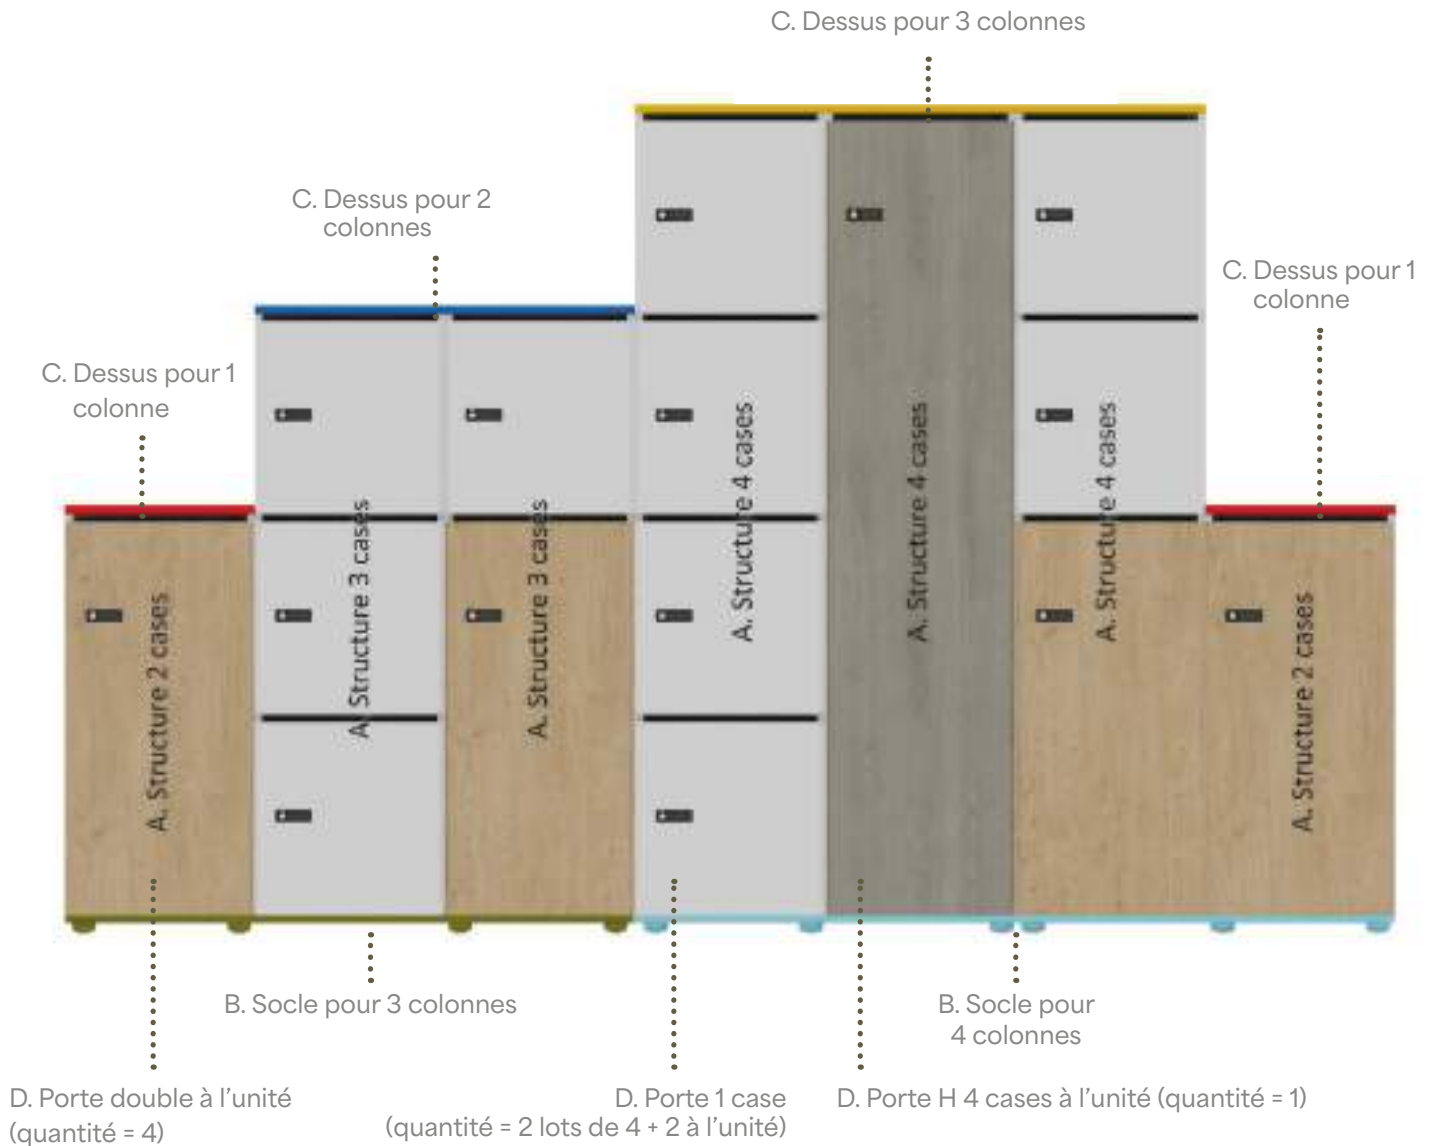 C. Dessus pour 3 colonnes
C. Dessus pour 2
colonnes
C. Dessus pour 1
colonne
C. Dessus pour 1
colonne
A. Structure 2 cases
A. Structure 3 cases
A. Structure 3 cases
A. Structure 4 cases
A. Structure 4 cases
A. Structure 4 cases
A. Structure 2 cases
B. Socle pour 3 colonnes
B. Socle pour
4 colonnes
D. Porte double à l’unité
(quantité = 4)
D. Porte 1 case
(quantité = 2 lots de 4 + 2 à l’unité)
D. Porte H 4 cases à l’unité (quantité = 1)